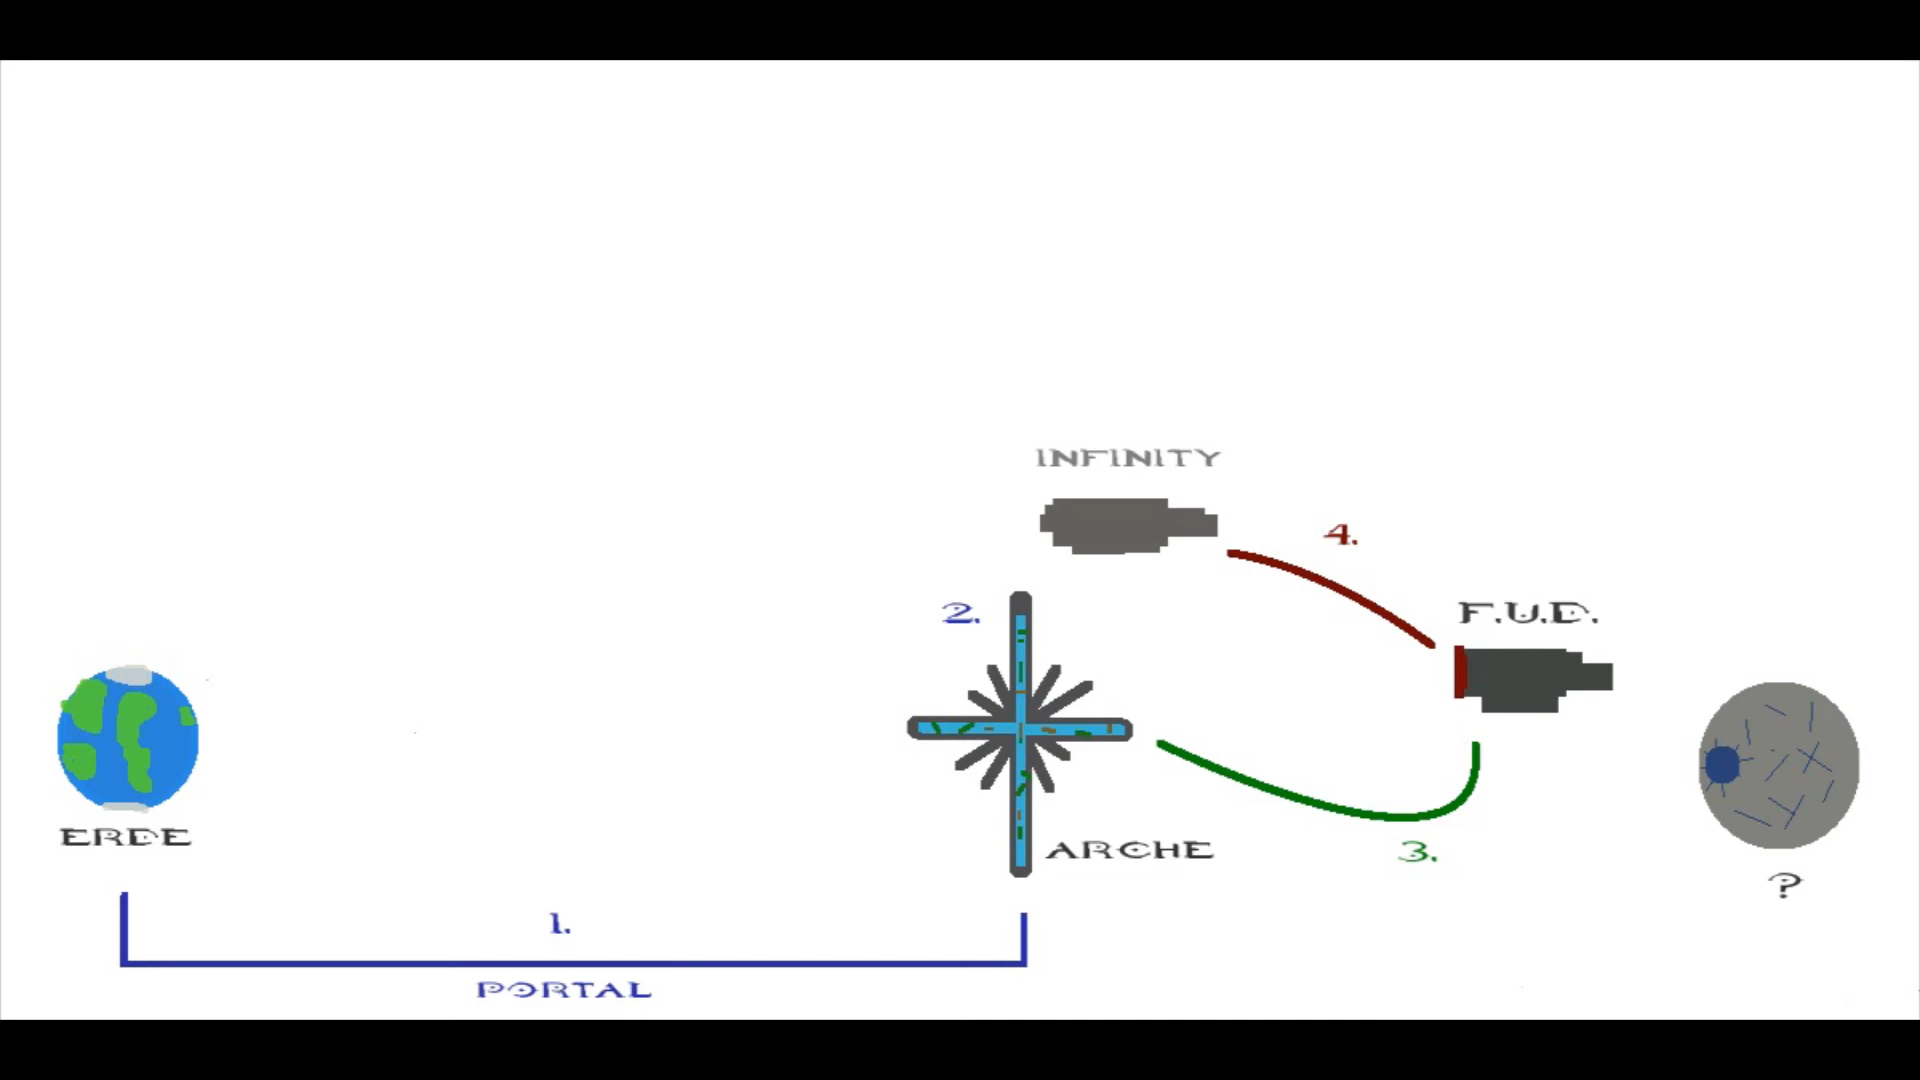 INFINITY
4.
2.
F.U.D.
ERDE
ARCHE
3.
?
1.
PORTAL